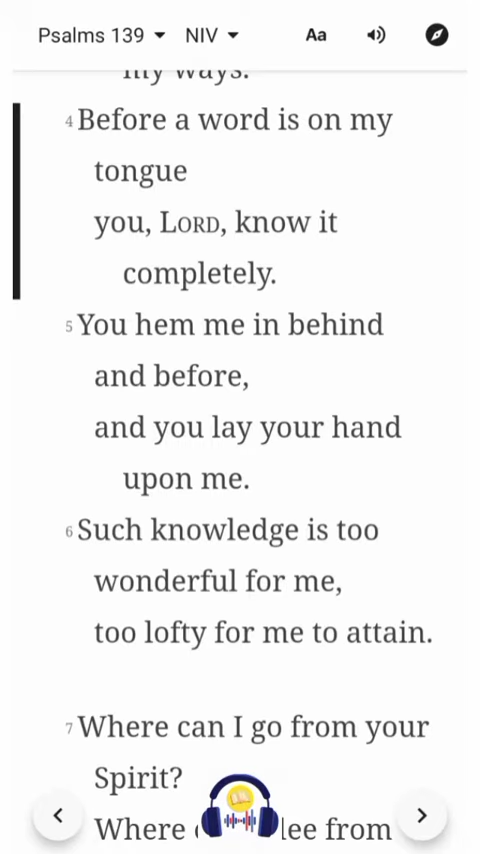 Psalms 139 NIV Aa
my ways.
4 Before a word is on my
tongue
you, LORD, know it
completely.
5 You hem me in behind
and before,
and you lay your hand
upon me.
6 Such knowledge is too
wonderful for me,
too lofty for me to attain.
7 Where can I go from your
Spirit?
Where from